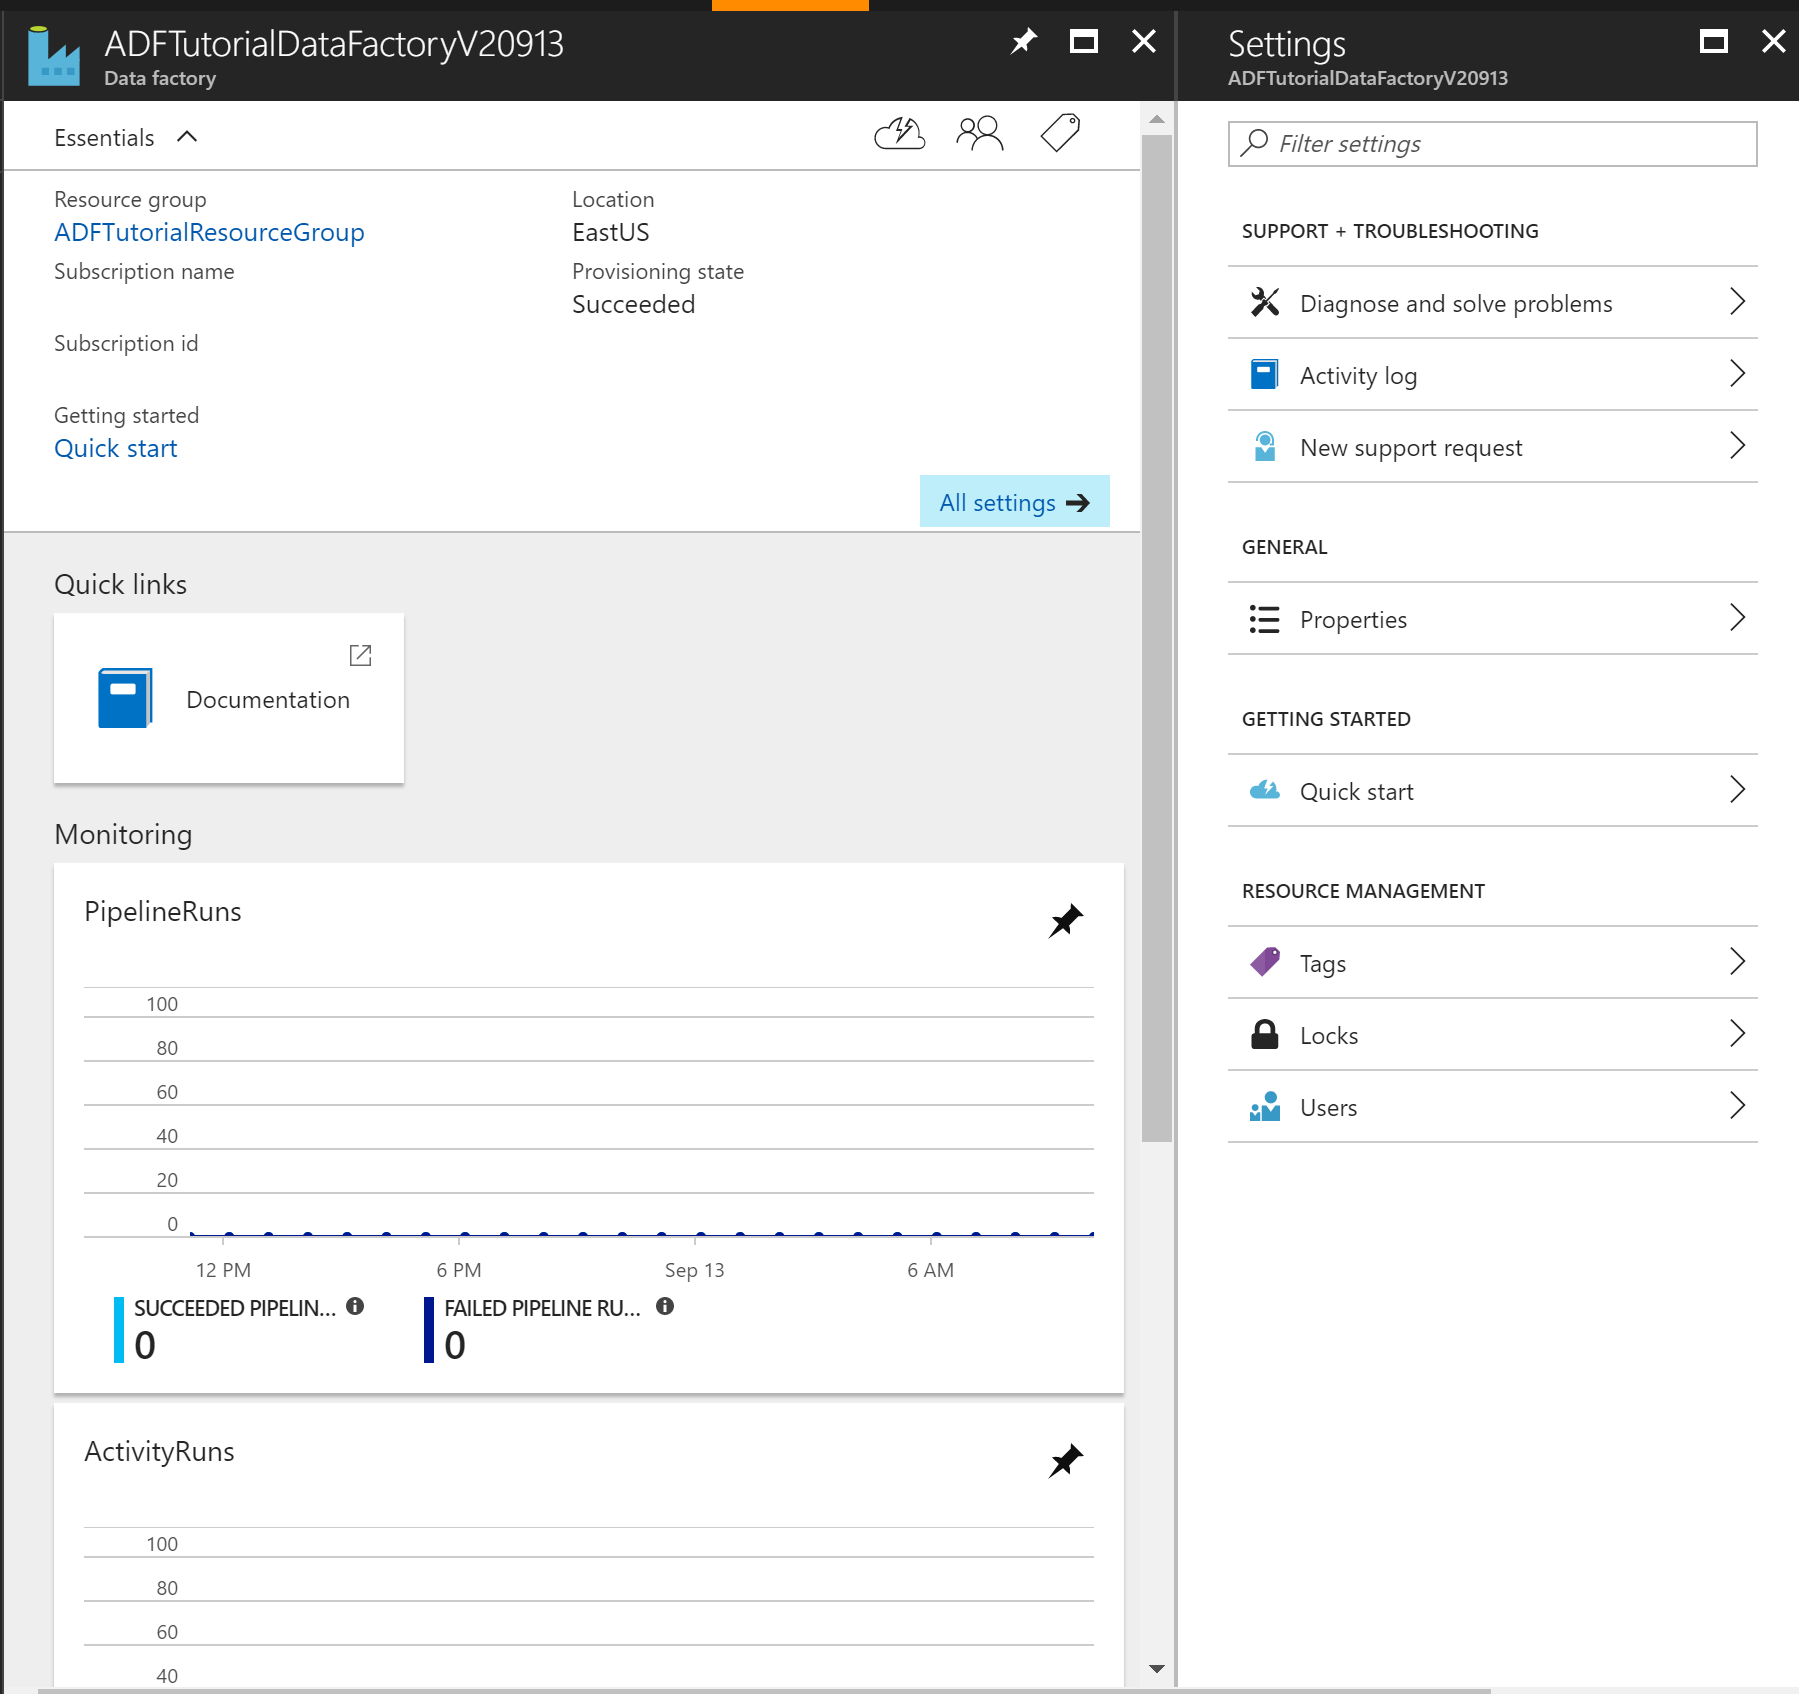 ADFTutorialDataFactoryV20913
Data factory
Essentials
Resource group
ADFTutorialResourceGroup
Location
EastUS
Subscription name
Provisioning state
Succeeded
Subscription id
Getting started
Quick start
All settings
Quick links
Documentation
Monitoring
PipelineRuns
100
80
60
40
20
0
12 PM 6 PM Sep 13 6 AM
SUCCEEDED PIPELIN...
0
FAILED PIPELINE RU...
0
ActivityRuns
100
80
60
40
Settings
ADFTutorialDataFactoryV20913
Filter settings
SUPPORT + TROUBLESHOOTING
Diagnose and solve problems
Activity log
New support request
GENERAL
Properties
GETTING STARTED
Quick start
RESOURCE MANAGEMENT
Tags
Locks
Users